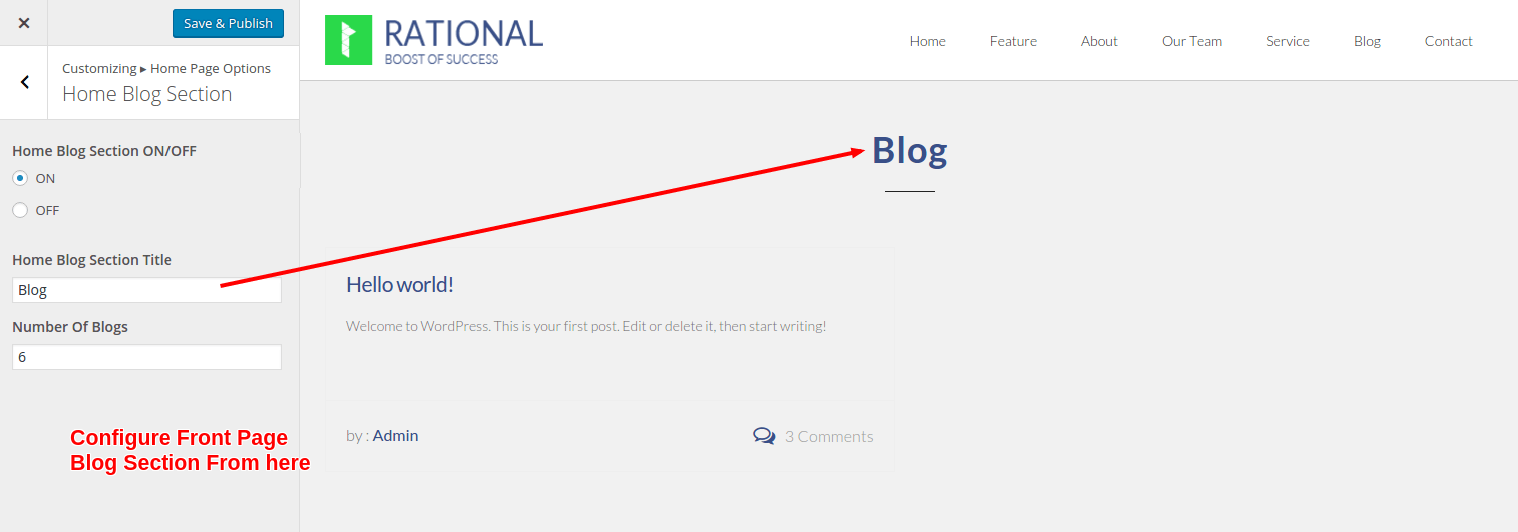 Save & Publish
Customizing ▸ Home Page Options
Home Blog Section
Home Blog Section ON/OFF
ON
OFF
Home Blog Section Title
Blog
Number Of Blogs
6
Configure Front Page
Blog Section From here
RATIONAL
BOOST OF SUCCESS
Home Feature About Our Team Service Blog Contact
Blog
Hello world!
Welcome to WordPress. This is your first post. Edit or delete it, then start writing!
by : Admin 3 Comments